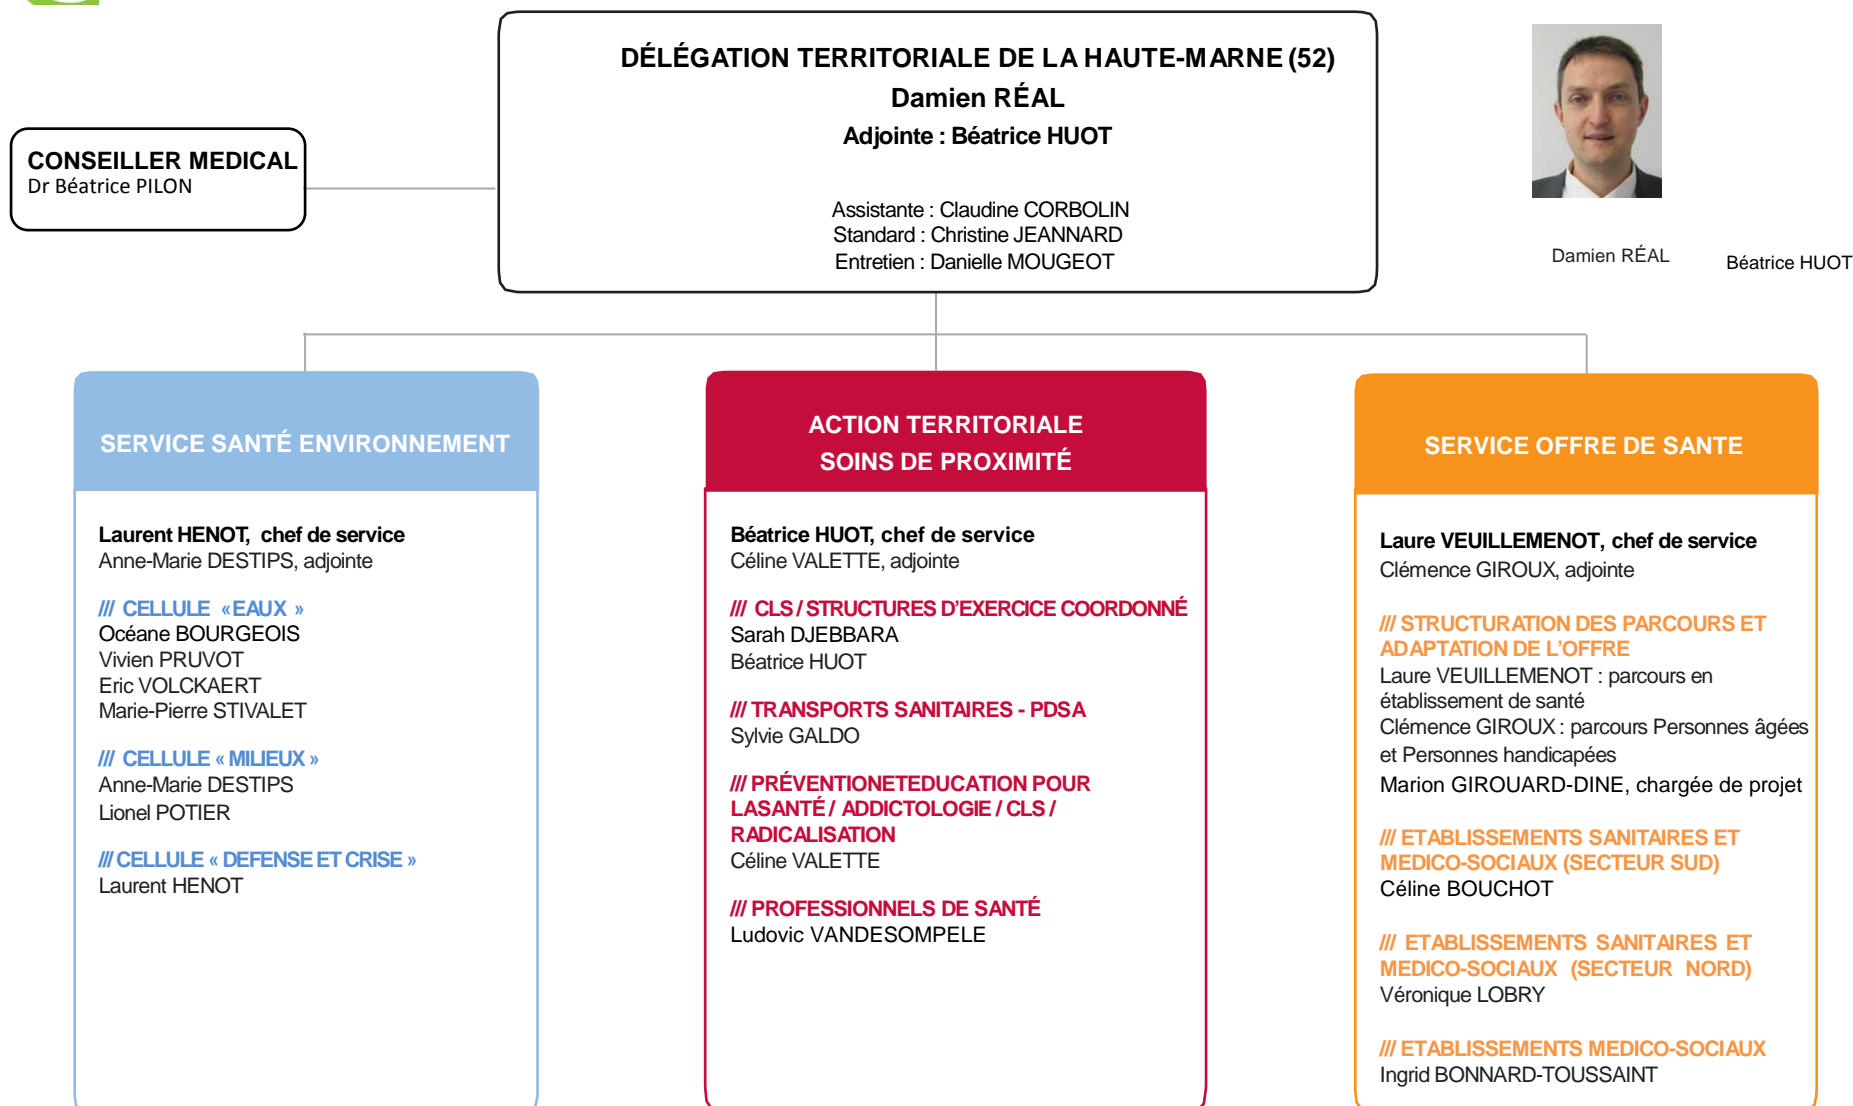 DÉLÉGATION TERRITORIALE DE LA HAUTE-MARNE (52)
Damien RÉAL
Adjointe : Béatrice HUOT
Assistante : Claudine CORBOLIN
Standard : Christine JEANNARD
Entretien : Danielle MOUGEOT
CONSEILLER MEDICAL
Dr Béatrice PILON
Damien RÉAL
Béatrice HUOT
SERVICE SANTÉ ENVIRONNEMENT
Laurent HENOT, chef de service
Anne-Marie DESTIPS, adjointe
/// CELLULE « EAUX »
Océane BOURGEOIS
Vivien PRUVOT
Eric VOLCKAERT
Marie-Pierre STIVALET
/// CELLULE « MILIEUX »
Anne-Marie DESTIPS
Lionel POTIER
/// CELLULE « DEFENSE ET CRISE »
Laurent HENOT
ACTION TERRITORIALE
SOINS DE PROXIMITÉ
Béatrice HUOT, chef de service
Céline VALETTE, adjointe
/// CLS / STRUCTURES D'EXERCICE COORDONNÉ
Sarah DJEBBARA
Béatrice HUOT
/// TRANSPORTS SANITAIRES - PDSA
Sylvie GALDO
/// PRÉVENTIONETEDUCATION POUR
LASANTÉ / ADDICTOLOGIE / CLS /
RADICALISATION
Céline VALETTE
/// PROFESSIONNELS DE SANTÉ
Ludovic VANDESOMPELE
SERVICE OFFRE DE SANTE
Laure VEUILLEMENOT, chef de service
Clémence GIROUX, adjointe
/// STRUCTURATION DES PARCOURS ET
ADAPTATION DE L'OFFRE
Laure VEUILLEMENOT : parcours en
établissement de santé
Clémence GIROUX : parcours Personnes âgées
et Personnes handicapées
Marion GIROUARD-DINE, chargée de projet
/// ETABLISSEMENTS SANITAIRES ET
MEDICO-SOCIAUX (SECTEUR SUD)
Céline BOUCHOT
/// ETABLISSEMENTS SANITAIRES ET
MEDICO-SOCIAUX (SECTEUR NORD)
Véronique LOBRY
/// ETABLISSEMENTS MEDICO-SOCIAUX
Ingrid BONNARD-TOUSSAINT